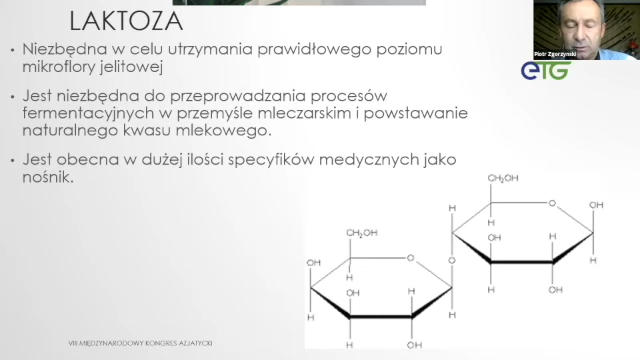 LAKTOZA
• Niezbędna w celu utrzymania prawidłowego poziomu
mikroflory jelitowej
• Jest niezbędna do przeprowadzania procesów
fermentacyjnych w przemyśle mleczarskim i powstawanie
naturalnego kwasu mlekowego.
• Jest obecna w dużej ilości specyfików medycznych jako
nośnik.
Piotr Zgorzynski
eTG
CH₂OH
O
OH
H
H
OH
H
H
H
OH
CH₂OH
O
O
OH
H
H
OH
H
H
H
OH
VIII MIĘDZYNARODOWY KONGRES AZJATYCKI